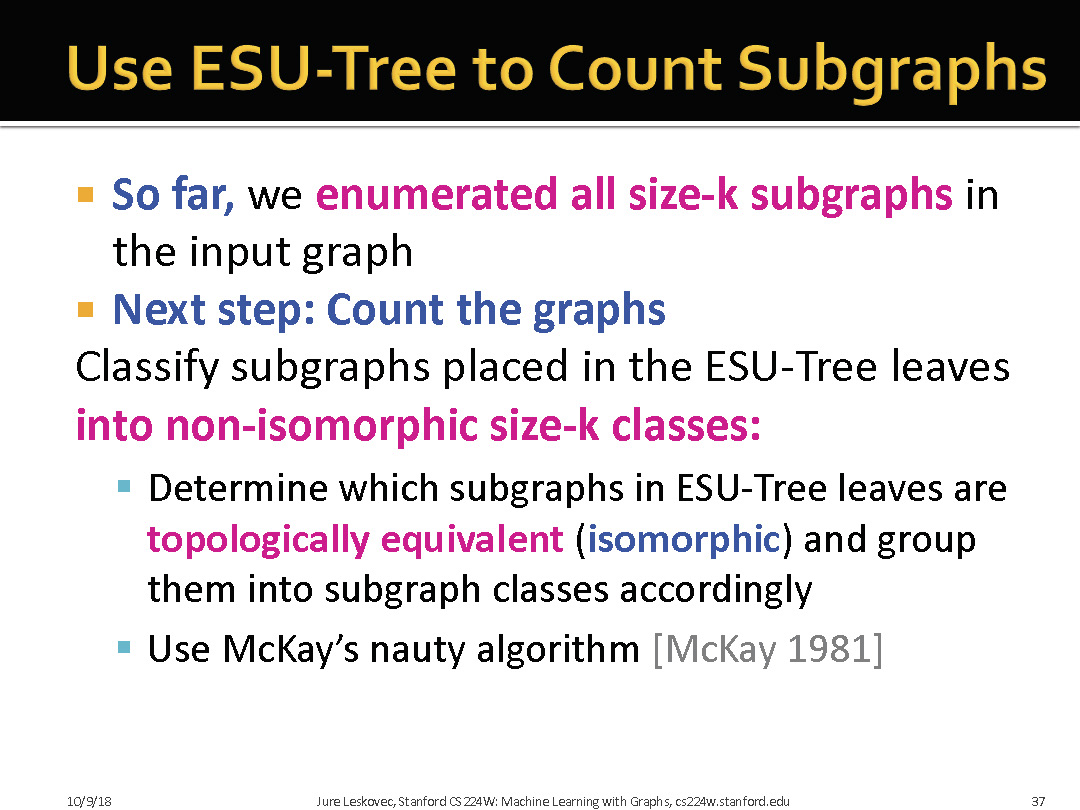 Use ESU-Tree to Count Subgraphs
So far, we enumerated all size-k subgraphs in
the input graph
Next step: Count the graphs
Classify subgraphs placed in the ESU-Tree leaves
into non-isomorphic size-k classes:
Determine which subgraphs in ESU-Tree leaves are
topologically equivalent (isomorphic) and group
them into subgraph classes accordingly
Use McKay’s nauty algorithm [McKay 1981]
10/9/18 Jure Leskovec, Stanford CS224W: Machine Learning with Graphs, cs224w.stanford.edu 37